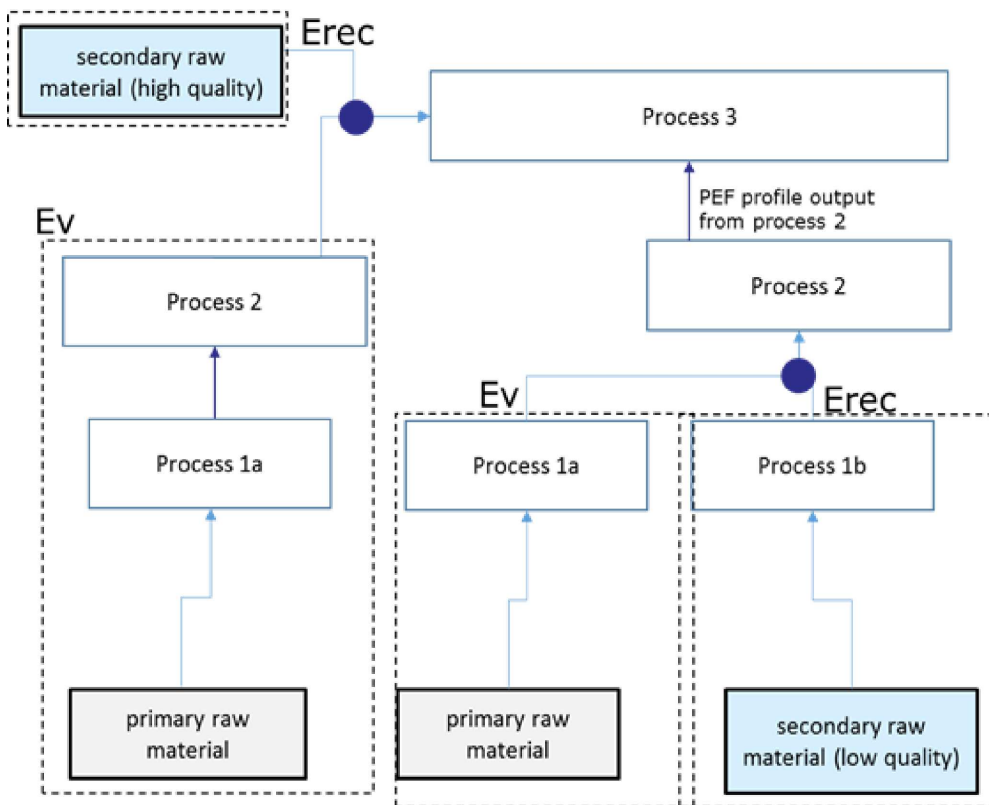 Erec
secondary raw
material (high quality)
Process 3
PEF profile output
from process 2
Ev
Process 2
Process 2
Ev
Erec
Process 1a
Process 1a
Process 1b
primary raw
material
primary raw
material
secondary raw
material (low quality)